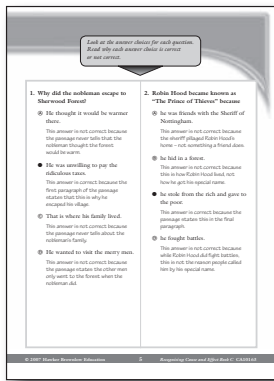 Look at the answer choices for each question.
Read why each answer choice is correct
or not correct.
1. Why did the nobleman escape to
Sherwood Forest?
Ⓐ He thought it would be warmer
there.
This answer is not correct because
the passage never tells that the
nobleman thought the forest
would be warm.
● He was unwilling to pay the
ridiculous taxes.
This answer is correct because the
first paragraph of the passage
states that this is why he
escaped his village.
Ⓒ That is where his family lived.
This answer is not correct because
the passage never tells about the
nobleman's family.
Ⓓ He wanted to visit the merry men.
This answer is not correct because
the passage states the other men
only went to the forest when the
nobleman did.
2. Robin Hood became known as
"The Prince of Thieves" because
Ⓐ he was friends with the Sheriff of
Nottingham.
This answer is not correct because
the sheriff pillaged Robin Hood's
home – not something a friend does.
Ⓑ he hid in a forest.
This answer is not correct because
this is how Robin Hood lived, not
how he got his special name.
● he stole from the rich and gave to
the poor.
This answer is correct because the
passage states this in the final
paragraph.
Ⓓ he fought battles.
This answer is not correct because
while Robin Hood did fight battles,
this is not the reason people called
him by his special name.
© 2007 Hawker Brownlow Education 5 Recognising Cause and Effect Book C CA10163